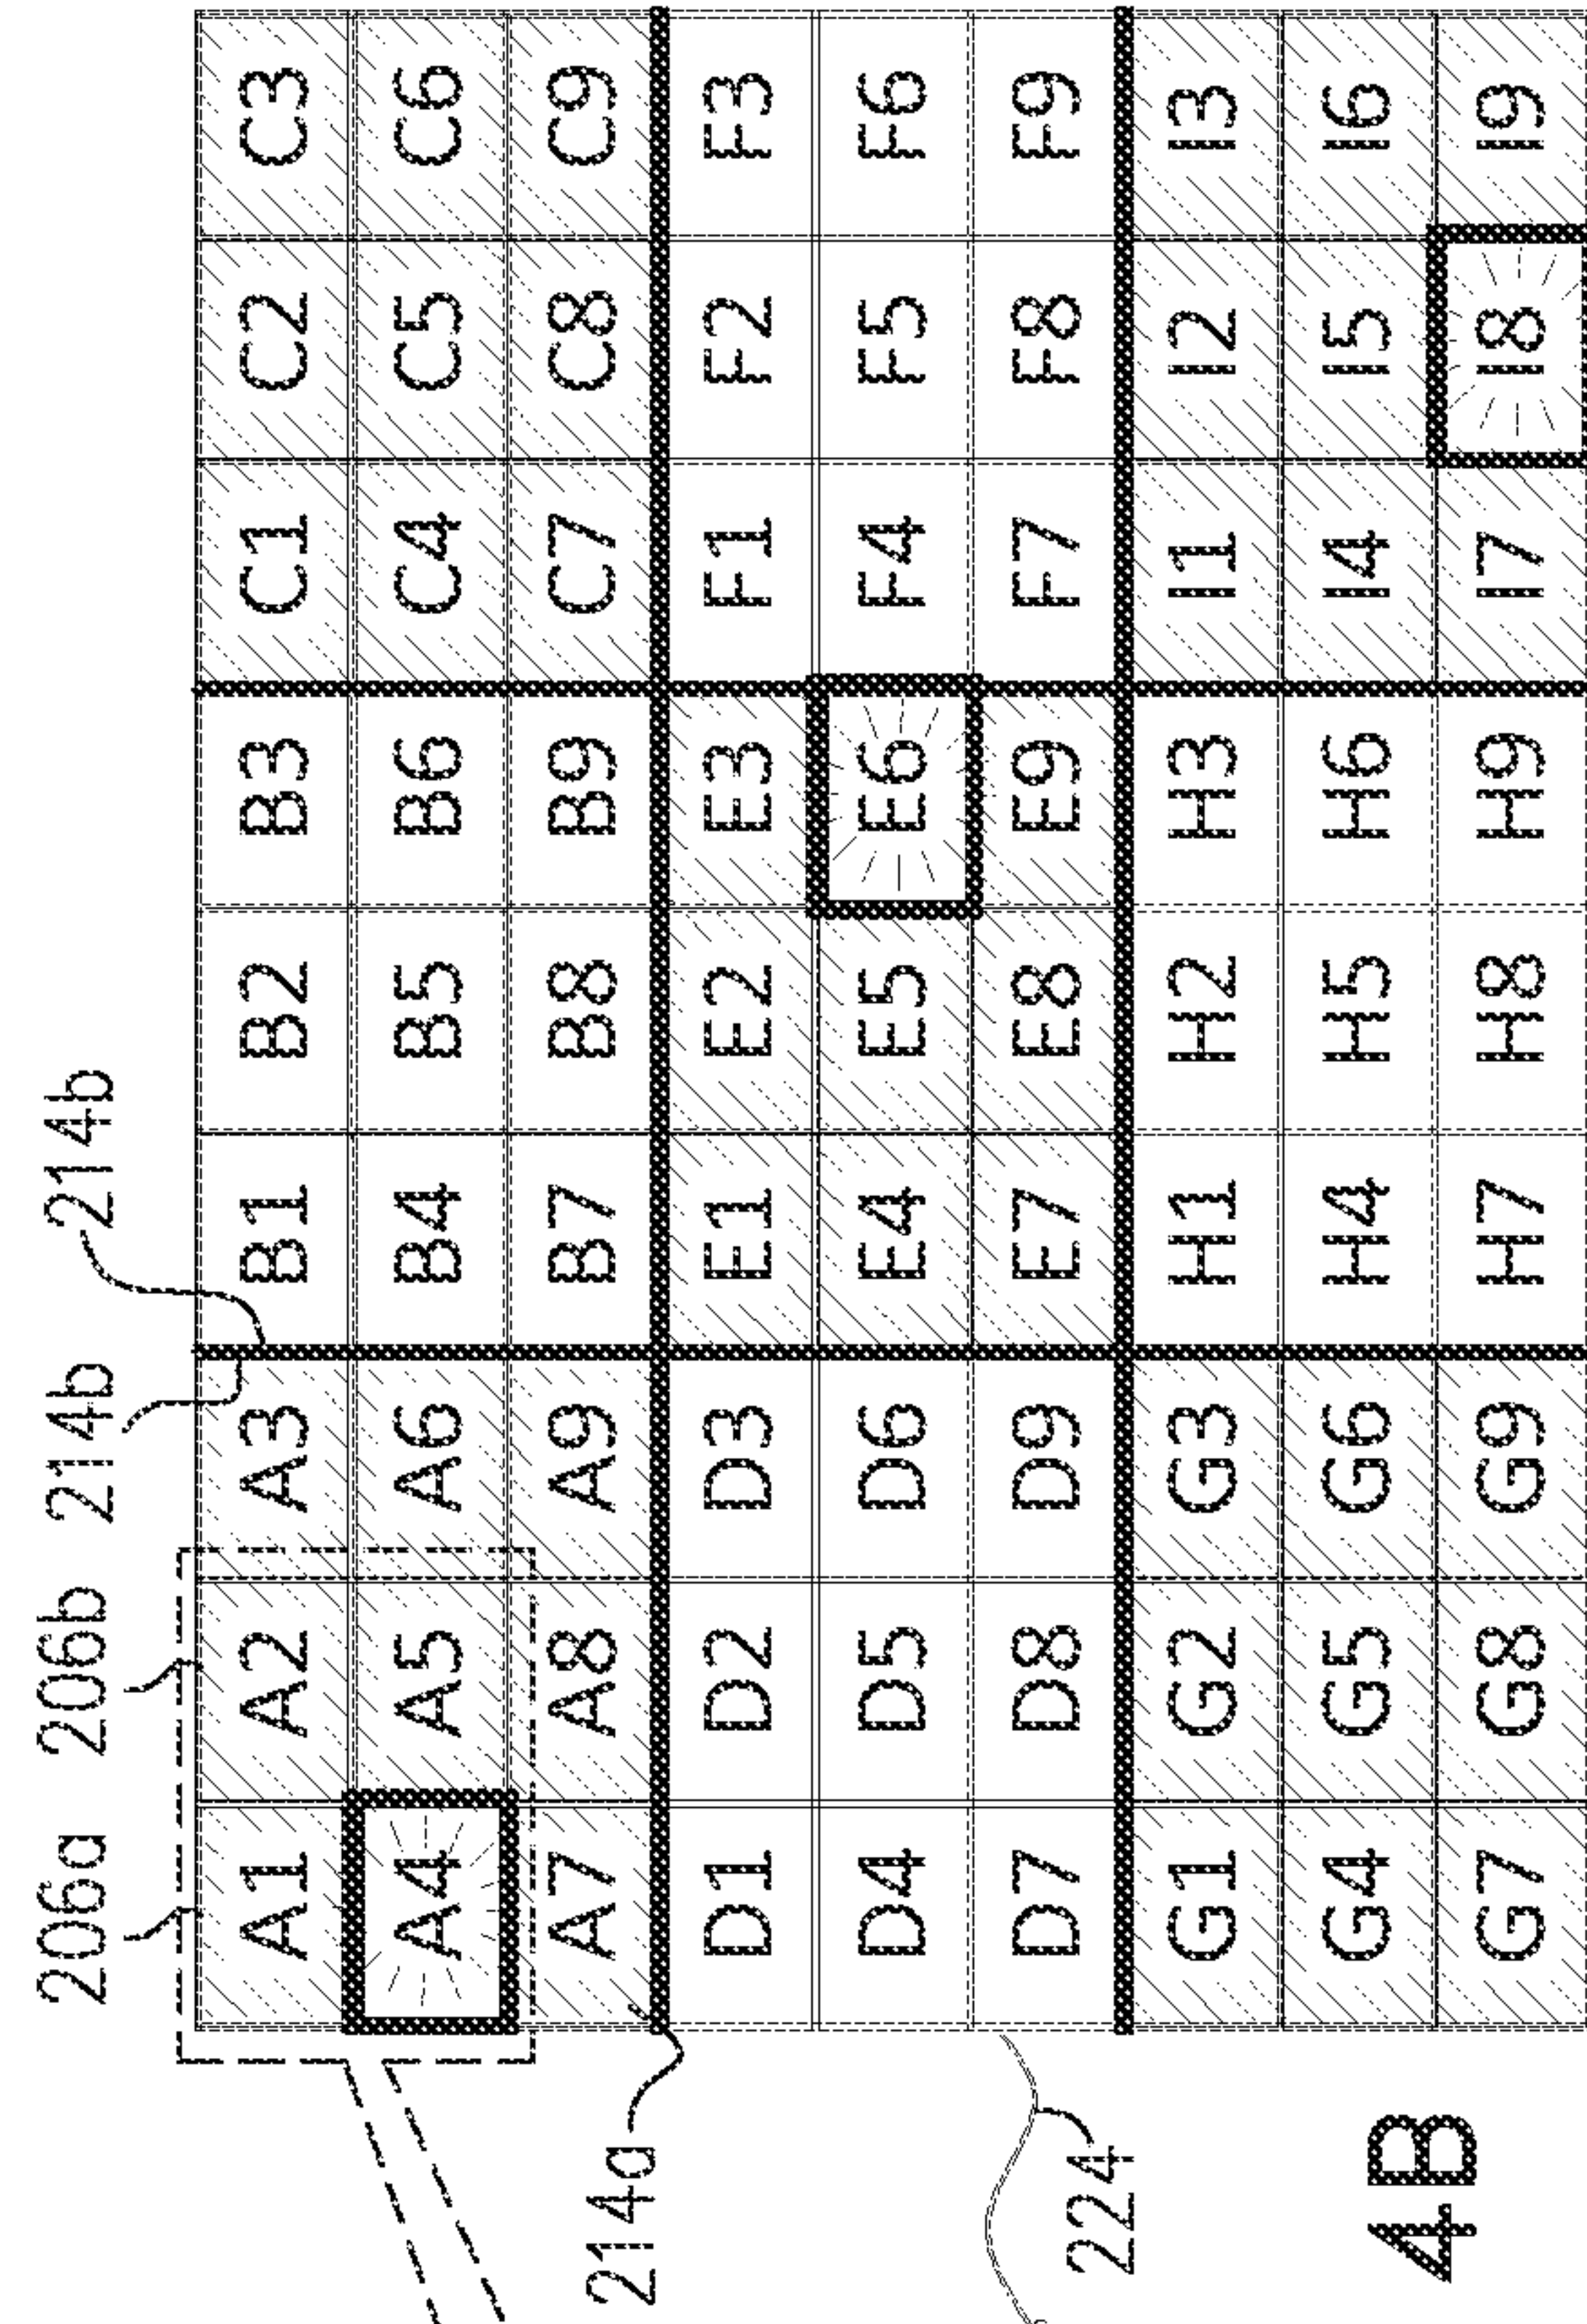 206a 206b 214b 214b
A1 A2 A3 B1 B2 B3 C1 C2 C3
A4 A5 A6 B4 B5 B6 C4 C5 C6
A7 A8 A9 B7 B8 B9 C7 C8 C9
214a
D1 D2 D3 E1 E2 E3 F1 F2 F3
D4 D5 D6 E4 E5 E6 F4 F5 F6
D7 D8 D9 E7 E8 E9 F7 F8 F9
224
G1 G2 G3 H1 H2 H3 I1 I2 I3
G4 G5 G6 H4 H5 H6 I4 I5 I6
4B
G7 G8 G9 H7 H8 H9 I7 I8 I9